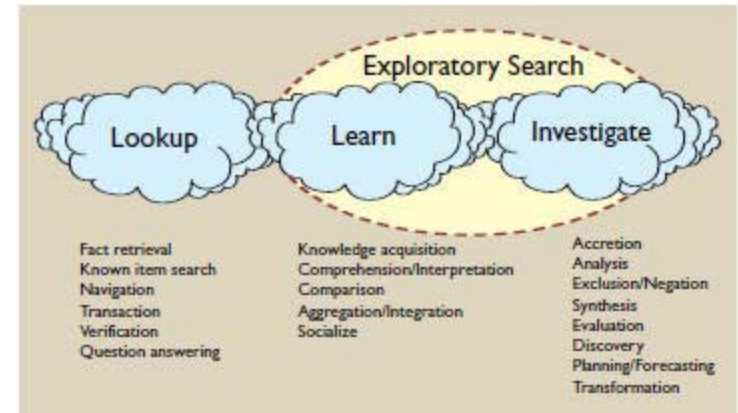 Exploratory Search
Lookup
Learn
Investigate
Fact retrieval
Known item search
Navigation
Transaction
Verification
Question answering
Knowledge acquisition
Comprehension/Interpretation
Comparison
Aggregation/Integration
Socialize
Accretion
Analysis
Exclusion/Negation
Synthesis
Evaluation
Discovery
Planning/Forecasting
Transformation